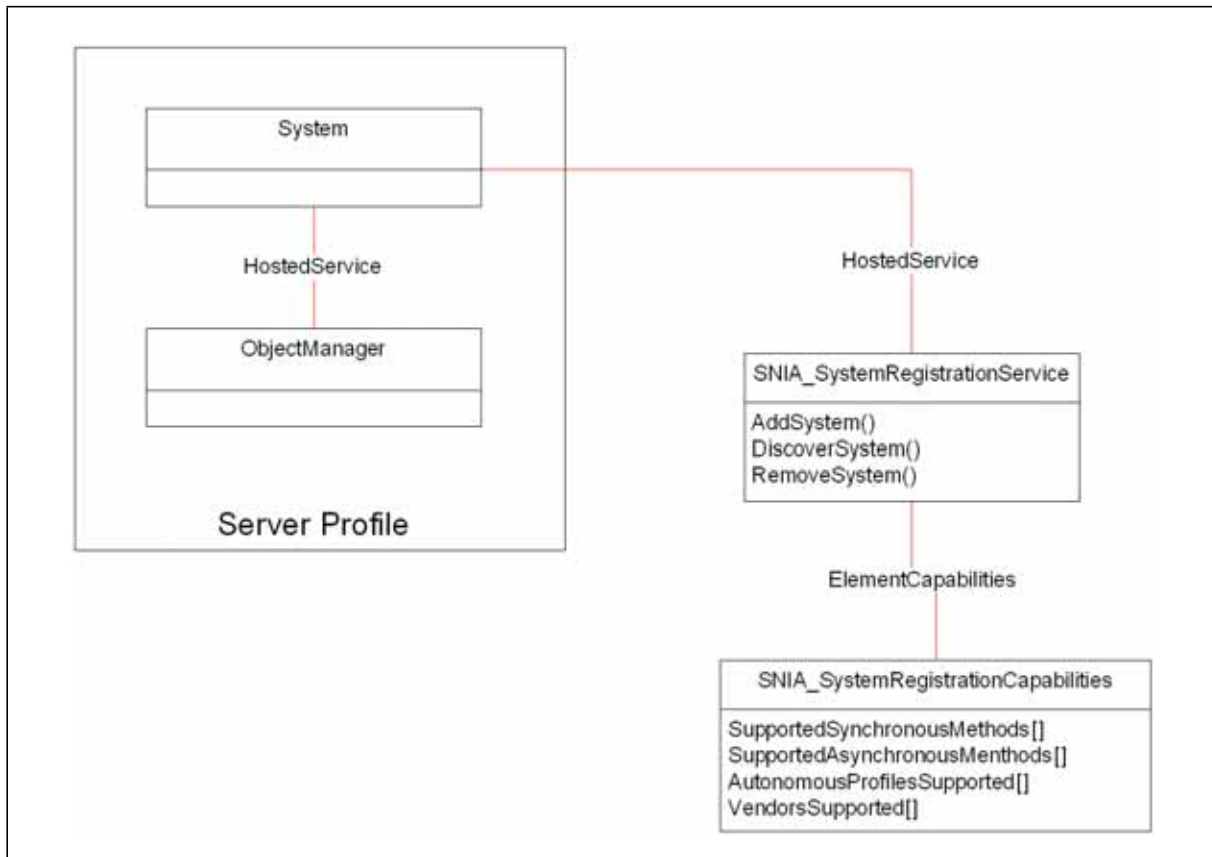 System
HostedService
ObjectManager
Server Profile
HostedService
SNIA_SystemRegistrationService
AddSystem()
DiscoverSystem()
RemoveSystem()
ElementCapabilities
SNIA_SystemRegistrationCapabilities
SupportedSynchronousMethods[]
SupportedAsynchronousMenthods[]
AutonomousProfilesSupported[]
VendorsSupported[]